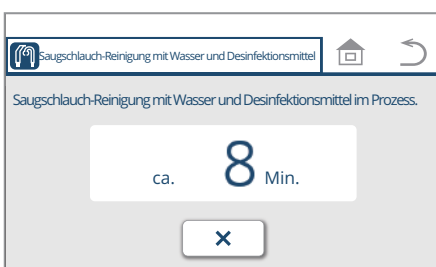 Saugschlauch-Reinigung mit Wasser und Desinfektionsmittel
Saugschlauch-Reinigung mit Wasser und Desinfektionsmittel im Prozess.
ca. 8 Min.